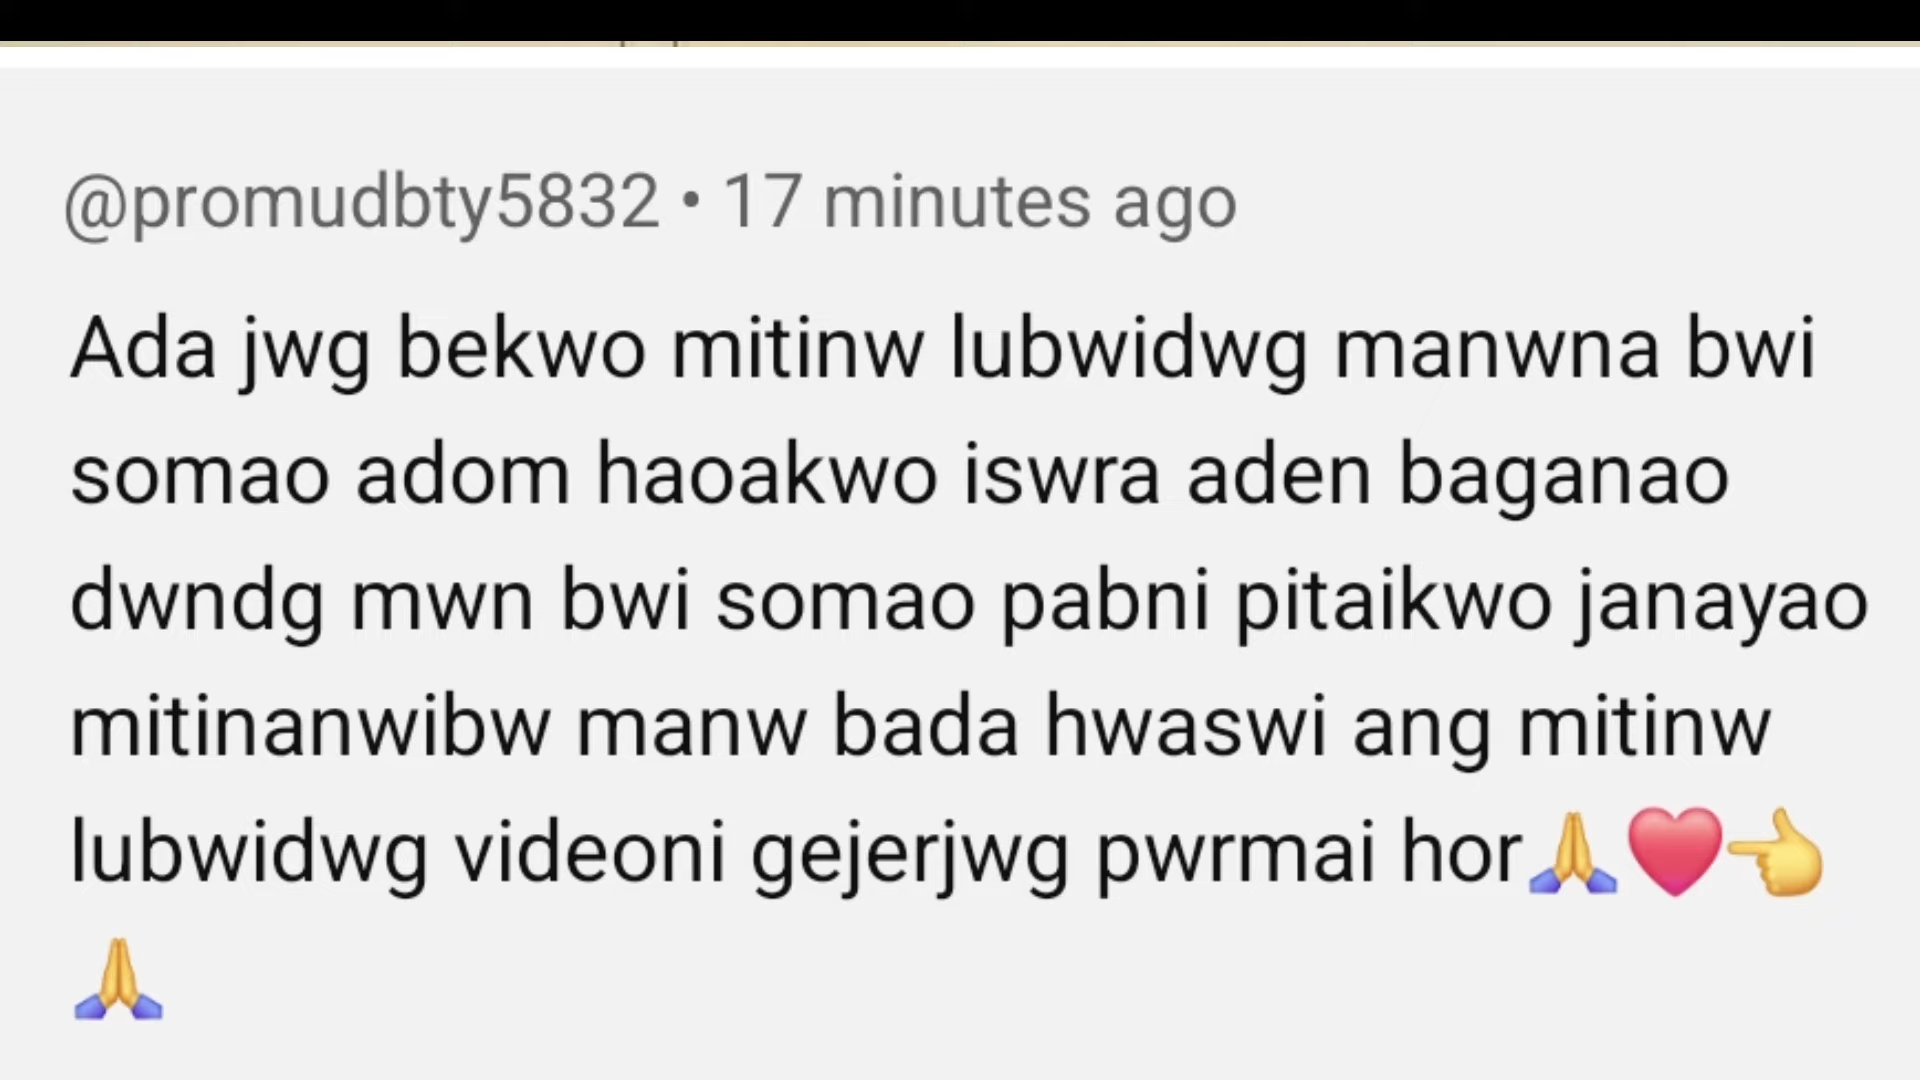 @promudbty5832 • 17 minutes ago
Ada jwg bekwo mitinw lubwidwg manwna bwi
somao adom haoakwo iswra aden baganao
dwndg mwn bwi somao pabni pitaikwo janayao
mitinanwibw manw bada hwaswi ang mitinw
lubwidwg videoni gejerjwg pwrmai hor🙏❤️👈
🙏